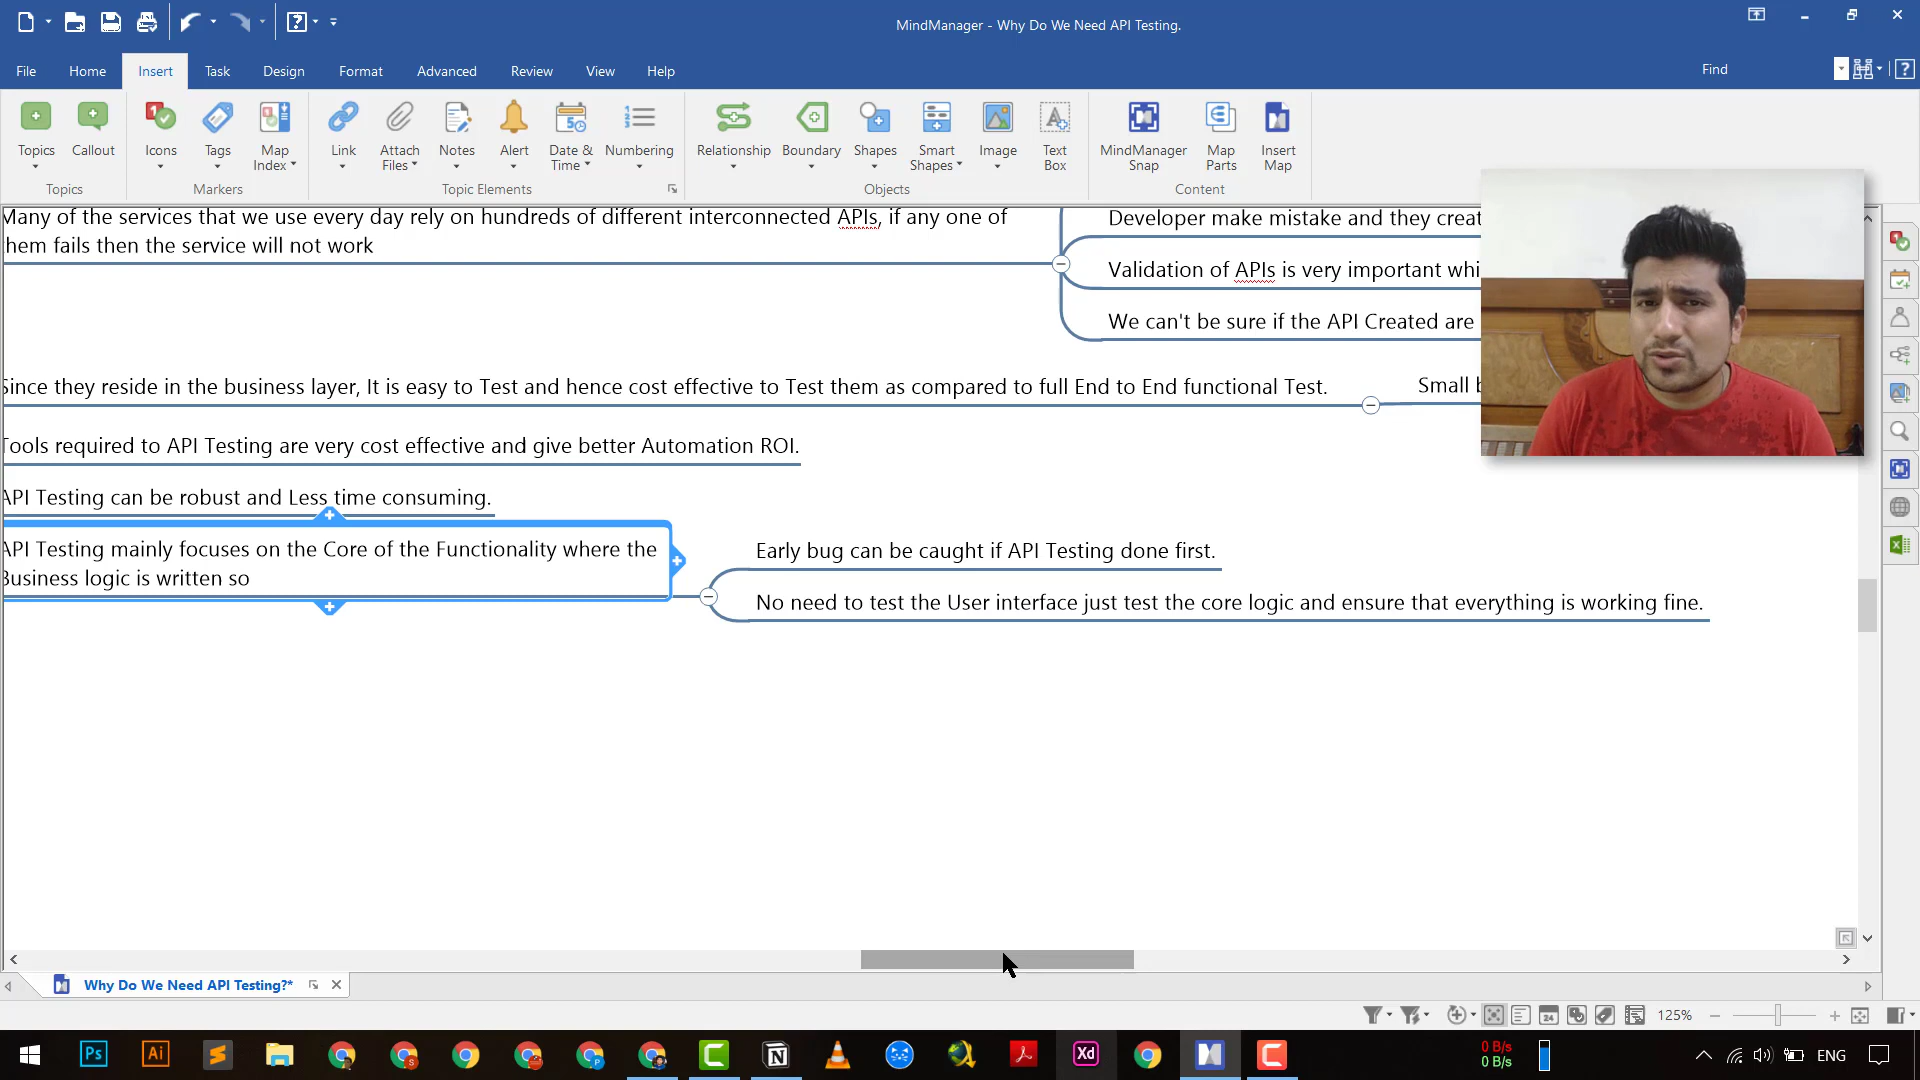 MindManager - Why Do We Need API Testing.
File Home Insert Task Design Format Advanced Review View Help Find
Topics Callout Icons Tags Map Index Link Attach Files Notes Alert Date & Time Numbering Relationship Boundary Shapes Smart Shapes Image Text Box MindManager Snap Map Parts Insert Map
Topics Markers Topic Elements Objects Content
Many of the services that we use every day rely on hundreds of different interconnected APIs, if any one of
them fails then the service will not work
Developer make mistake and they creat
Validation of APIs is very important whi
We can't be sure if the API Created are
Since they reside in the business layer, It is easy to Test and hence cost effective to Test them as compared to full End to End functional Test.
Small b
Tools required to API Testing are very cost effective and give better Automation ROI.
API Testing can be robust and Less time consuming.
API Testing mainly focuses on the Core of the Functionality where the
Business logic is written so
Early bug can be caught if API Testing done first.
No need to test the User interface just test the core logic and ensure that everything is working fine.
Why Do We Need API Testing?*
125%
Ps Ai Xd
0 B/s
0 B/s
ENG